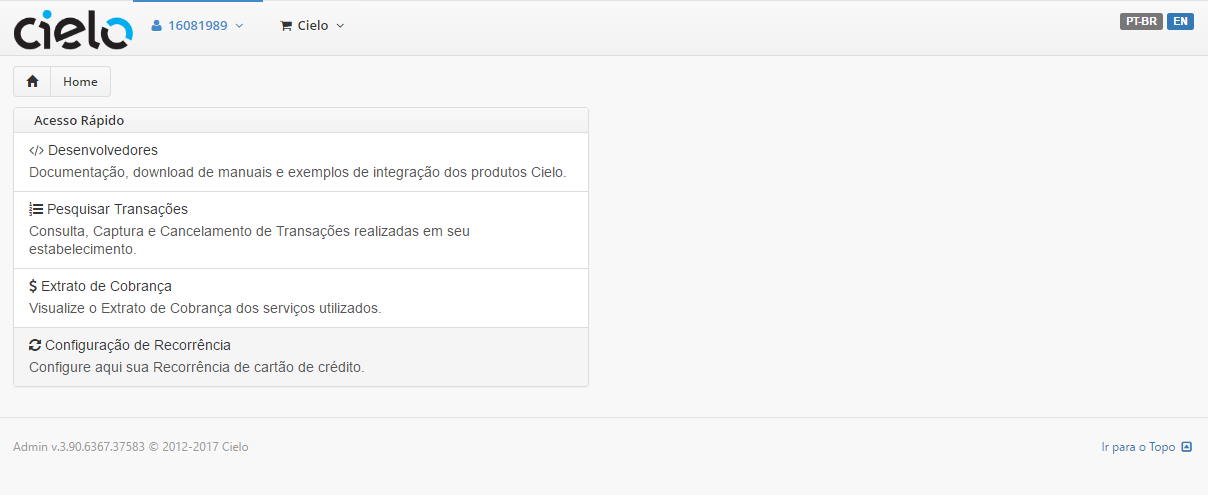 cielo
16081989
Cielo
PT-BR
EN
Home
Acesso Rápido
</> Desenvolvedores
Documentação, download de manuais e exemplos de integração dos produtos Cielo.
Pesquisar Transações
Consulta, Captura e Cancelamento de Transações realizadas em seu
estabelecimento.
$ Extrato de Cobrança
Visualize o Extrato de Cobrança dos serviços utilizados.
Configuração de Recorrência
Configure aqui sua Recorrência de cartão de crédito.
Admin v.3.90.6367.37583 © 2012-2017 Cielo
Ir para o Topo